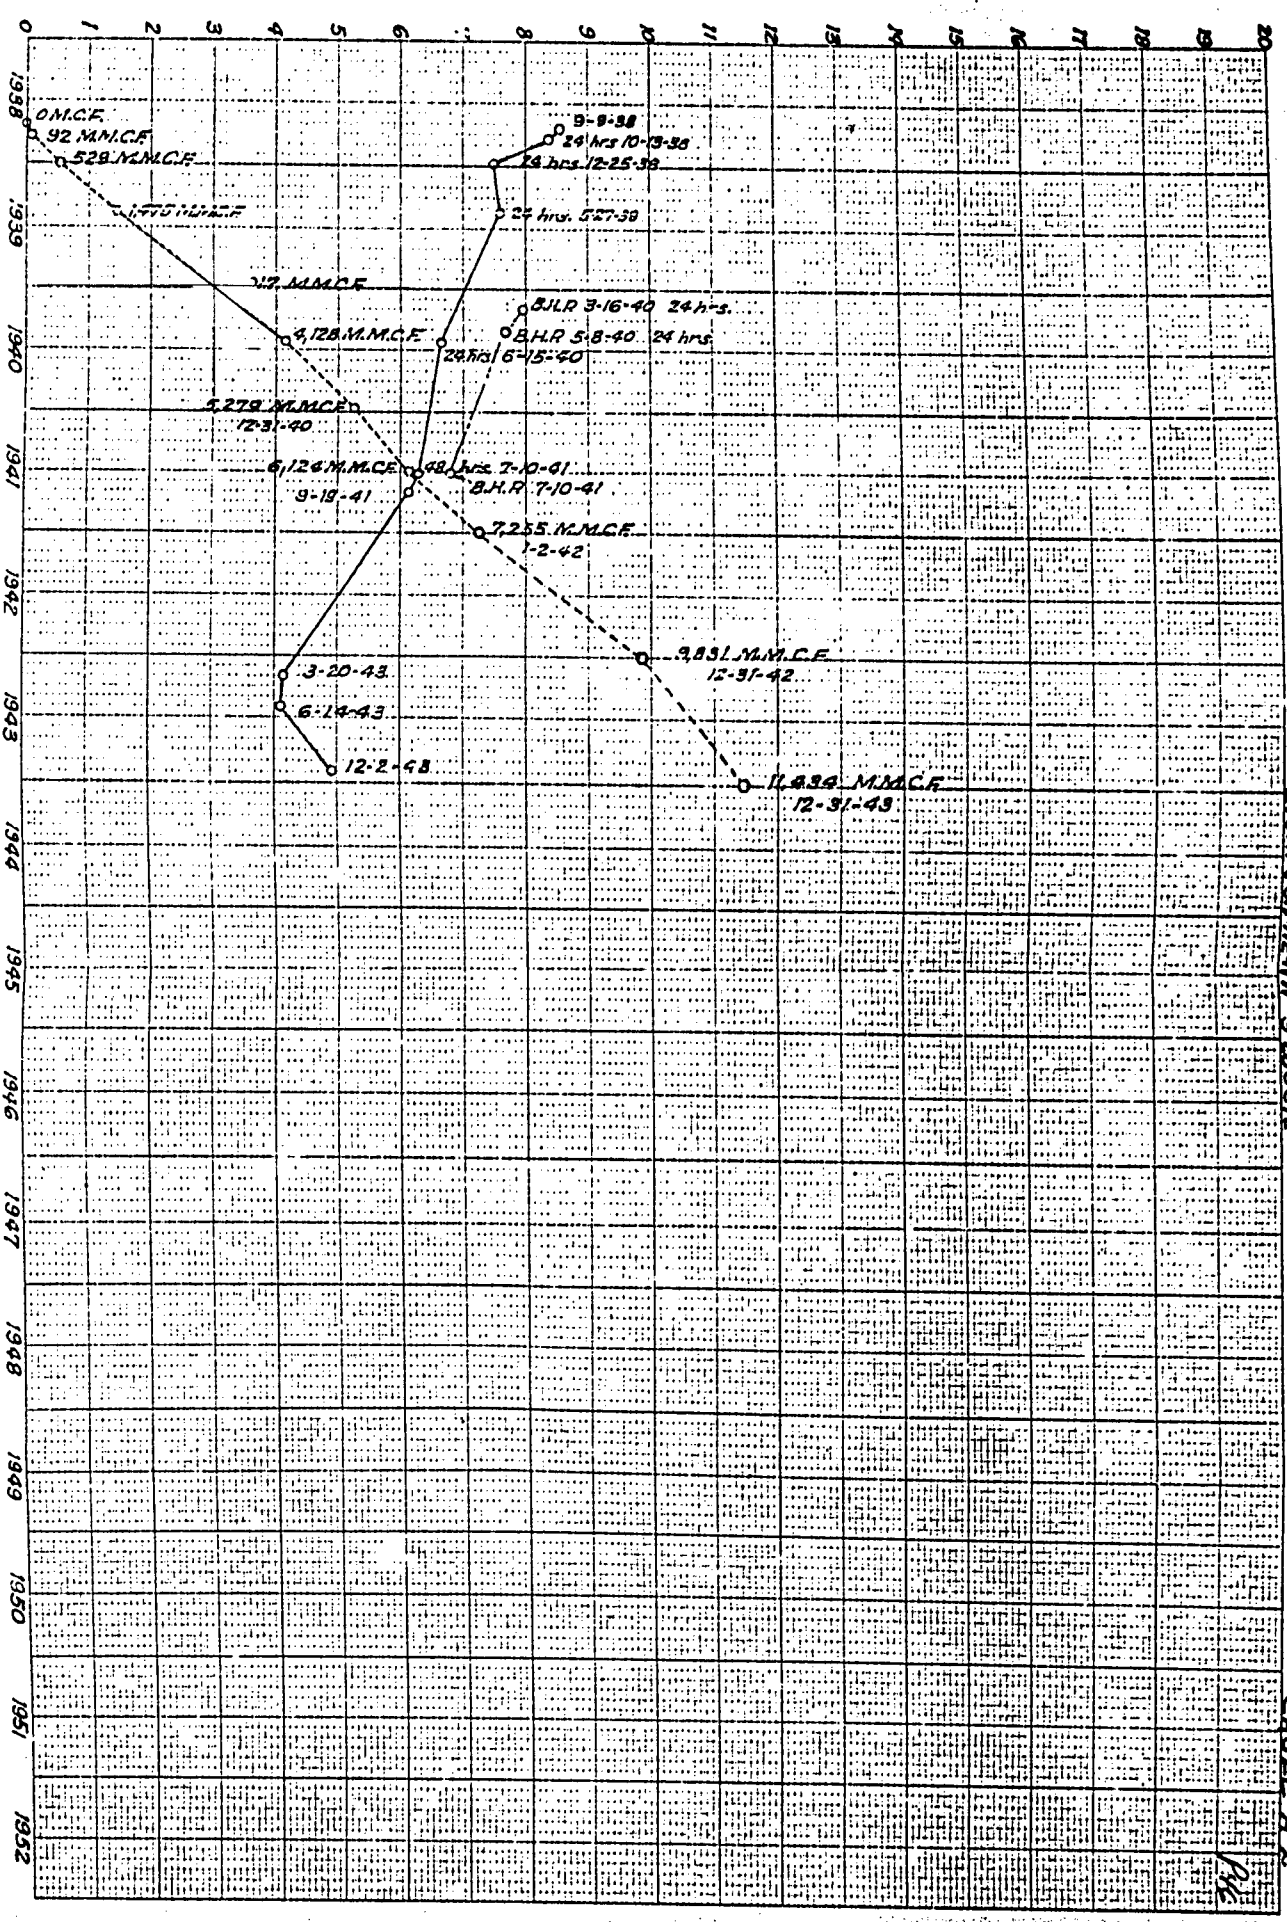 0 1 2 3 4 5 6 7 8 9 10 11 12 13 14 15 16 17 18 19 20
1938
0 M.C.F.
92 M.M.C.F.
529 M.M.C.F.
9-9-38
24 hrs 10-13-38
24 hrs 12-25-38
24 hrs. 5-27-39
1939
17 M.M.C.F.
B.H.P. 3-16-40 24 hrs.
4,128 M.M.C.F.
B.H.P. 5-8-40 24 hrs
24 hrs 6-15-40
1940
5,279 M.M.C.F.
12-31-40
6,124 M.M.C.F.
48 hrs. 7-10-41
B.H.P. 7-10-41
1941
9-19-41
7,255 M.M.C.F.
1-2-42
1942
9,831 M.M.C.F.
12-31-42
3-20-43
6-14-43
1943
12-2-43
11,434 M.M.C.F.
12-31-43
1944
1945
1946
1947
1948
1949
1950
1951
1952